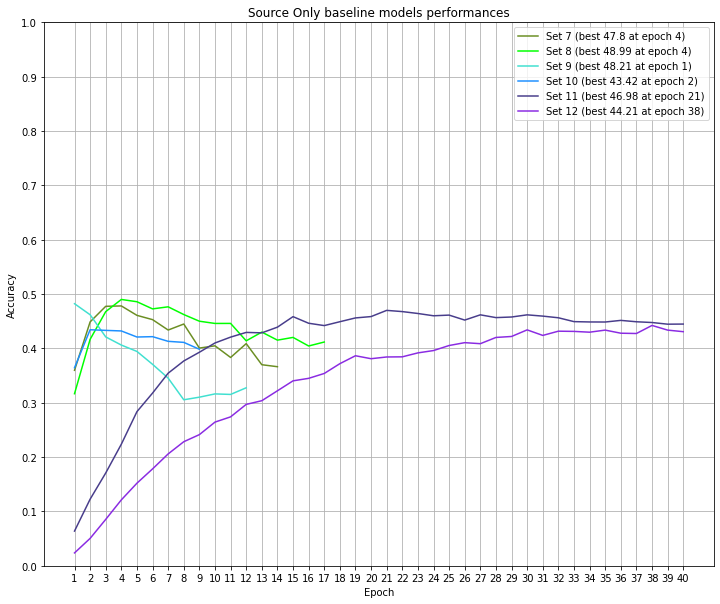 Source Only baseline models performances
Set 7 (best 47.8 at epoch 4)
Set 8 (best 48.99 at epoch 4)
Set 9 (best 48.21 at epoch 1)
Set 10 (best 43.42 at epoch 2)
Set 11 (best 46.98 at epoch 21)
Set 12 (best 44.21 at epoch 38)
Accuracy
1.0
0.9
0.8
0.7
0.6
0.5
0.4
0.3
0.2
0.1
0.0
1 2 3 4 5 6 7 8 9 10 11 12 13 14 15 16 17 18 19 20 21 22 23 24 25 26 27 28 29 30 31 32 33 34 35 36 37 38 39 40
Epoch